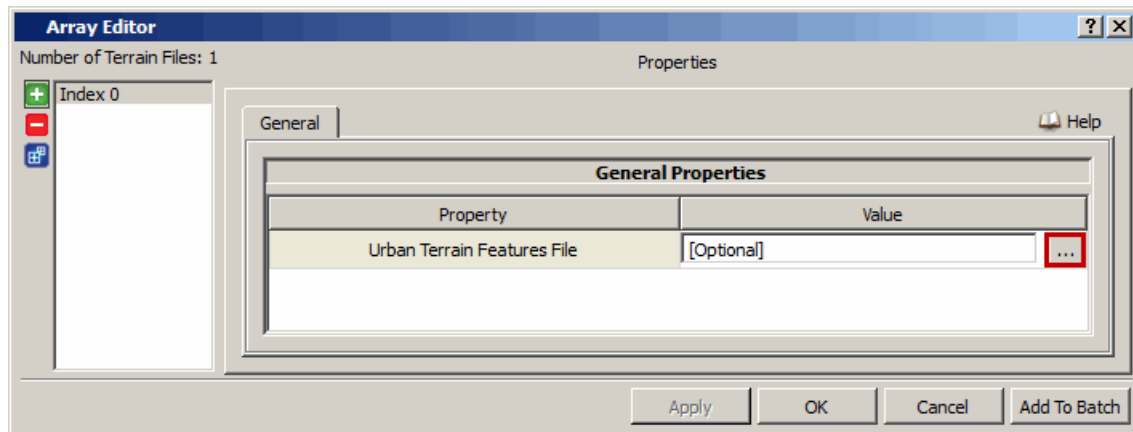 Array Editor
Number of Terrain Files: 1
Properties
Index 0
General
Help
General Properties
Property Value
Urban Terrain Features File [Optional] ...
Apply OK Cancel Add To Batch